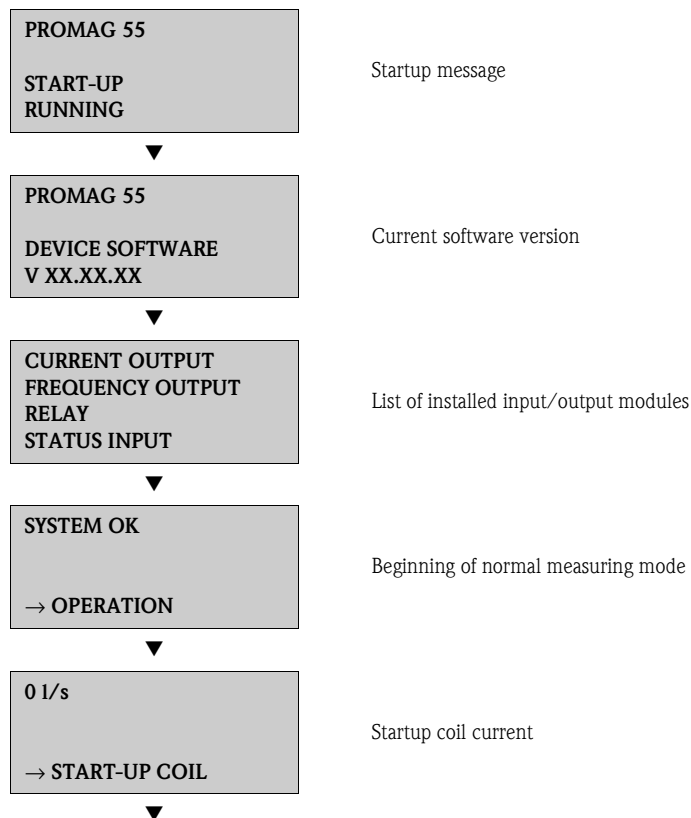 PROMAG 55
START-UP
RUNNING
Startup message
▼
PROMAG 55
DEVICE SOFTWARE
V XX.XX.XX
Current software version
▼
CURRENT OUTPUT
FREQUENCY OUTPUT
RELAY
STATUS INPUT
List of installed input/output modules
▼
SYSTEM OK
→ OPERATION
Beginning of normal measuring mode
▼
0 l/s
→ START-UP COIL
Startup coil current
▼